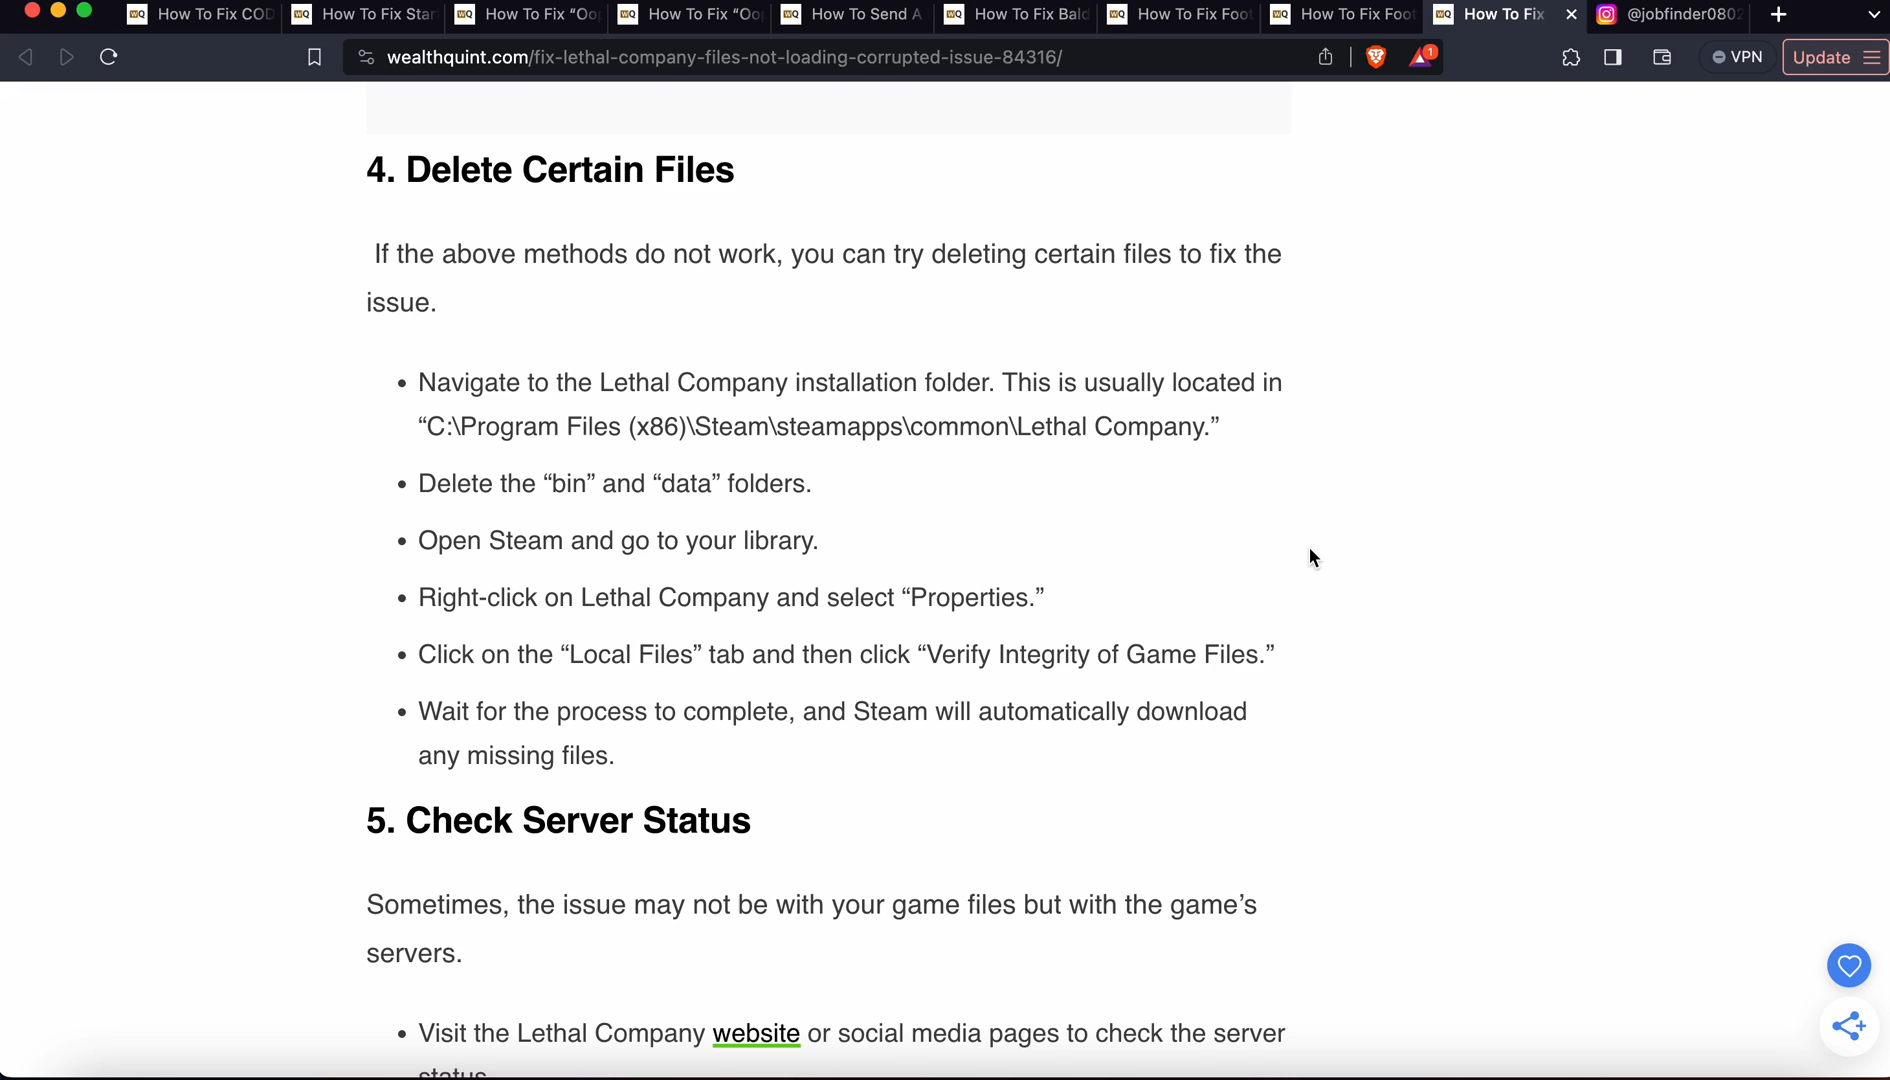 How To Fix COD
How To Fix Star
How To Fix “Oop
How To Fix “Oop
How To Send A
How To Fix Bald
How To Fix Foot
How To Fix Foot
How To Fix
@jobfinder0802
wealthquint.com/fix-lethal-company-files-not-loading-corrupted-issue-84316/
1
VPN
Update
4. Delete Certain Files
If the above methods do not work, you can try deleting certain files to fix the
issue.
• Navigate to the Lethal Company installation folder. This is usually located in
“C:\Program Files (x86)\Steam\steamapps\common\Lethal Company.”
• Delete the “bin” and “data” folders.
• Open Steam and go to your library.
• Right-click on Lethal Company and select “Properties.”
• Click on the “Local Files” tab and then click “Verify Integrity of Game Files.”
• Wait for the process to complete, and Steam will automatically download
any missing files.
5. Check Server Status
Sometimes, the issue may not be with your game files but with the game’s
servers.
• Visit the Lethal Company website or social media pages to check the server
status.